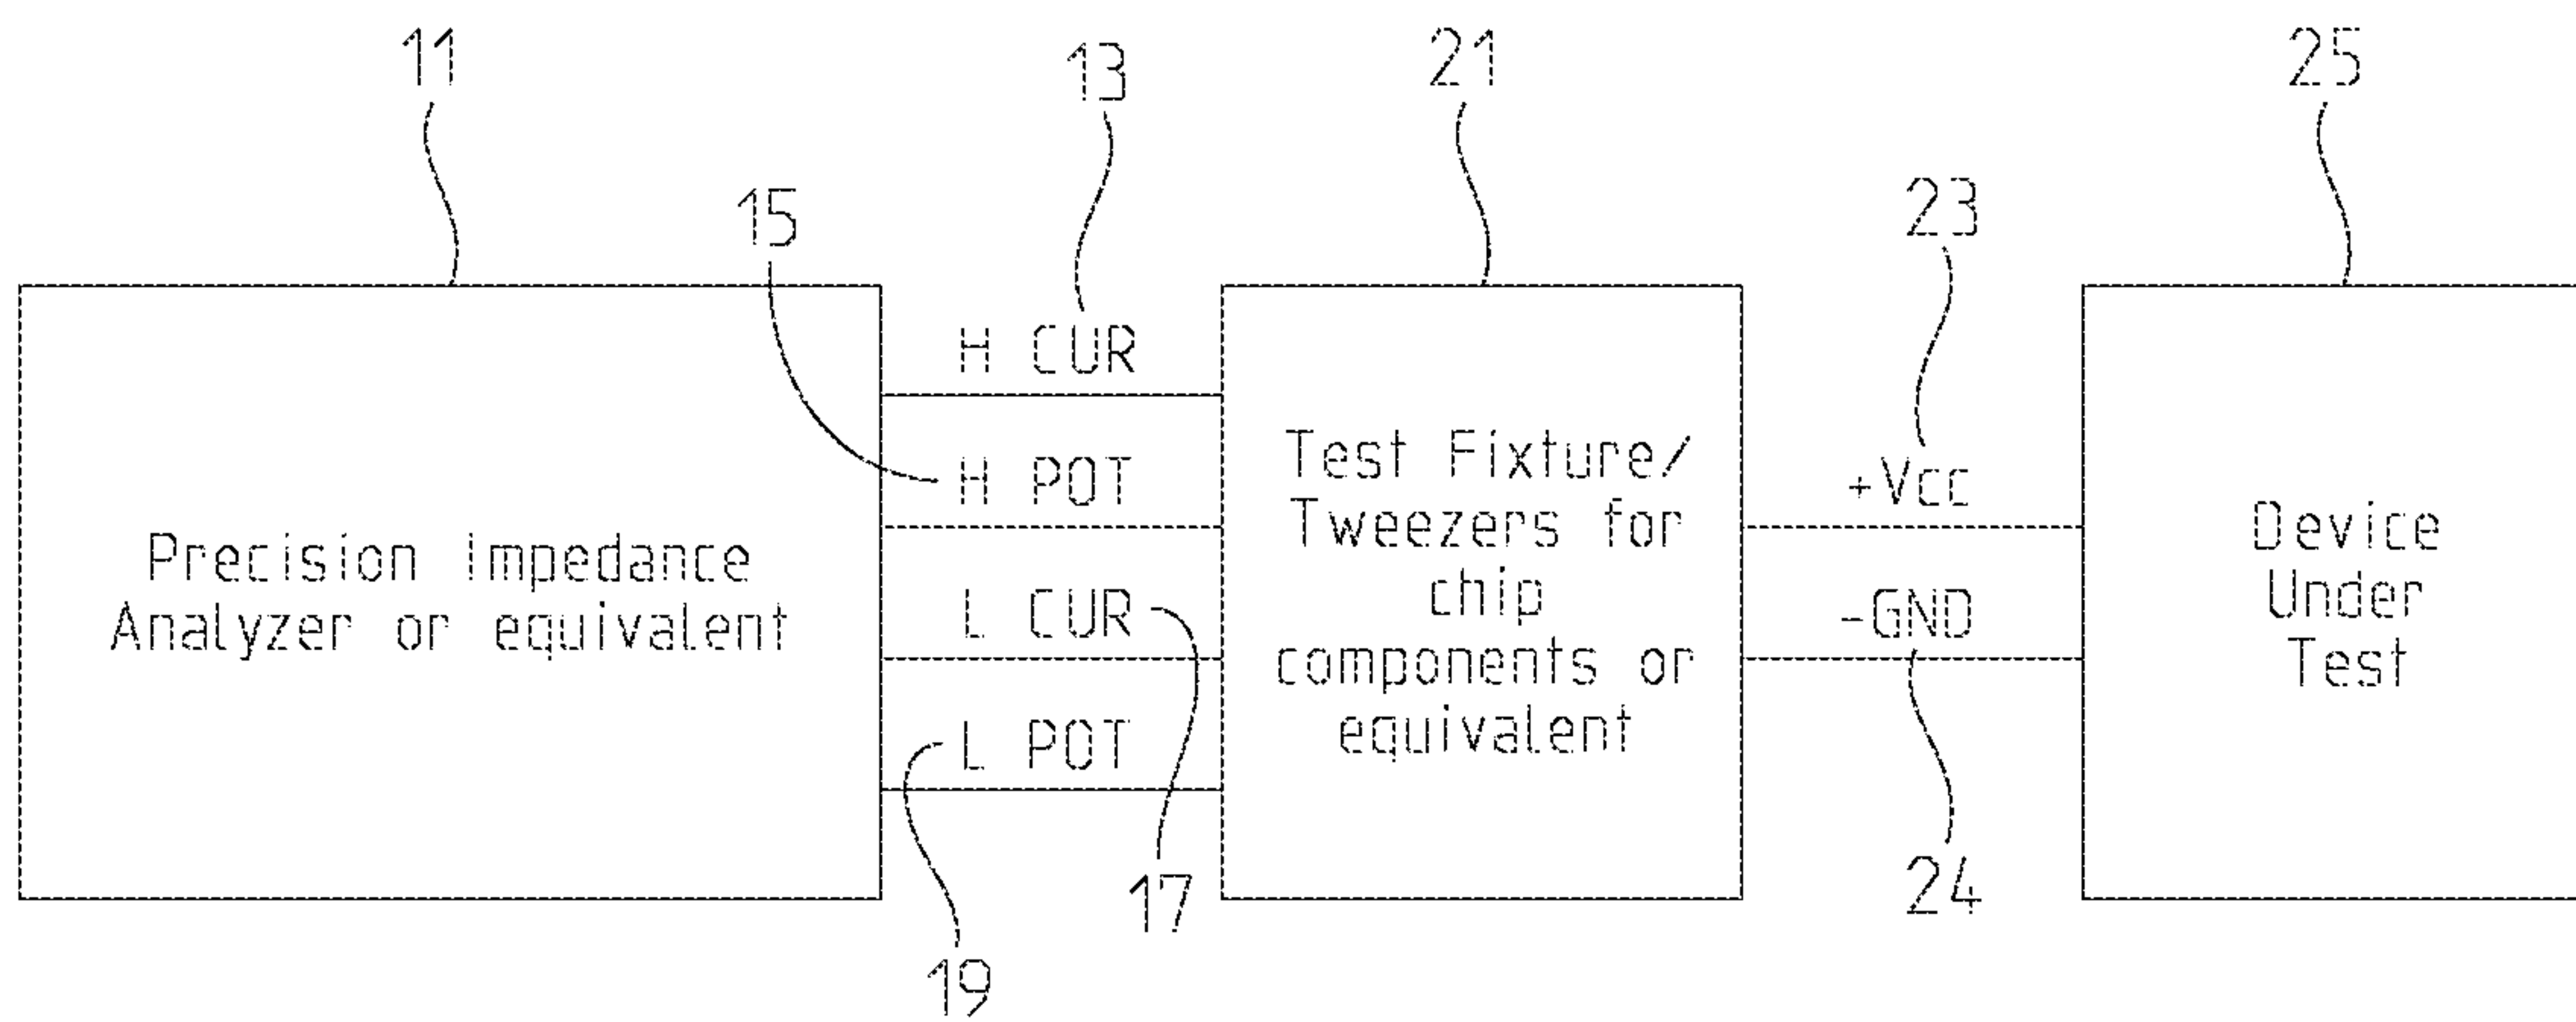 11
13
21
25
15
23
H CUR
H POT
L CUR
L POT
Precision Impedance
Analyzer or equivalent
Test Fixture/
Tweezers for
chip
components or
equivalent
+Vcc
-GND
Device
Under
Test
17
24
19